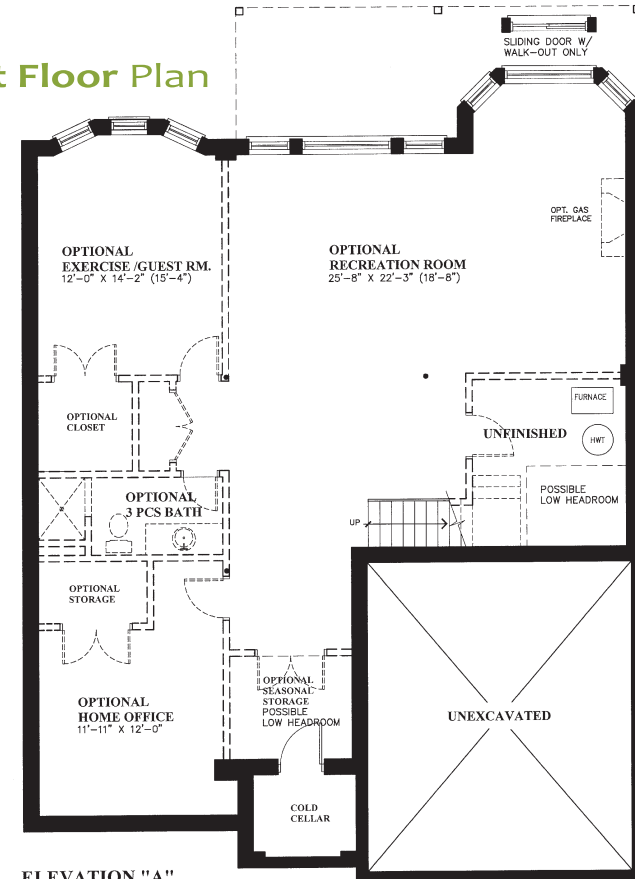 t Floor Plan
SLIDING DOOR W/
WALK-OUT ONLY
OPT. GAS
FIREPLACE
OPTIONAL
EXERCISE /GUEST RM.
12'-0" X 14'-2" (15'-4")
OPTIONAL
RECREATION ROOM
25'-8" X 22'-3" (18'-8")
OPTIONAL
CLOSET
FURNACE
UNFINISHED
HWT
OPTIONAL
3 PCS BATH
POSSIBLE
LOW HEADROOM
UP
OPTIONAL
STORAGE
OPTIONAL
SEASONAL
STORAGE
POSSIBLE
LOW HEADROOM
OPTIONAL
HOME OFFICE
11'-11" X 12'-0"
UNEXCAVATED
COLD
CELLAR
ELEVATION "A"